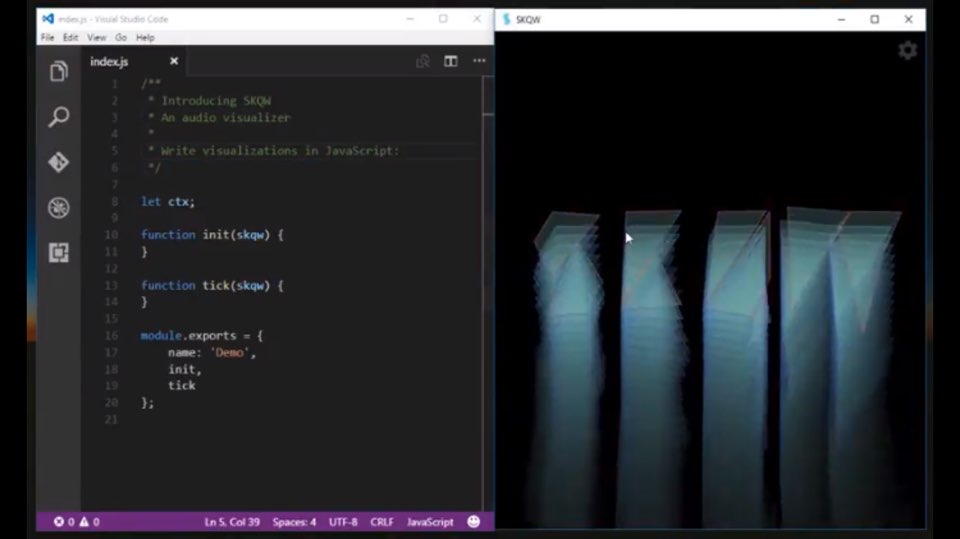 index.js - Visual Studio Code
File Edit View Go Help
index.js
1 /**
2 * Introducing SKQW
3 * An audio visualizer
4 *
5 * Write visualizations in JavaScript:
6 */
7
8 let ctx;
9
10 function init(skqw) {
11 }
12
13 function tick(skqw) {
14 }
15
16 module.exports = {
17 name: 'Demo',
18 init,
19 tick
20 };
21
0 0 Ln 5, Col 39 Spaces: 4 UTF-8 CRLF JavaScript
SKQW
SKQW